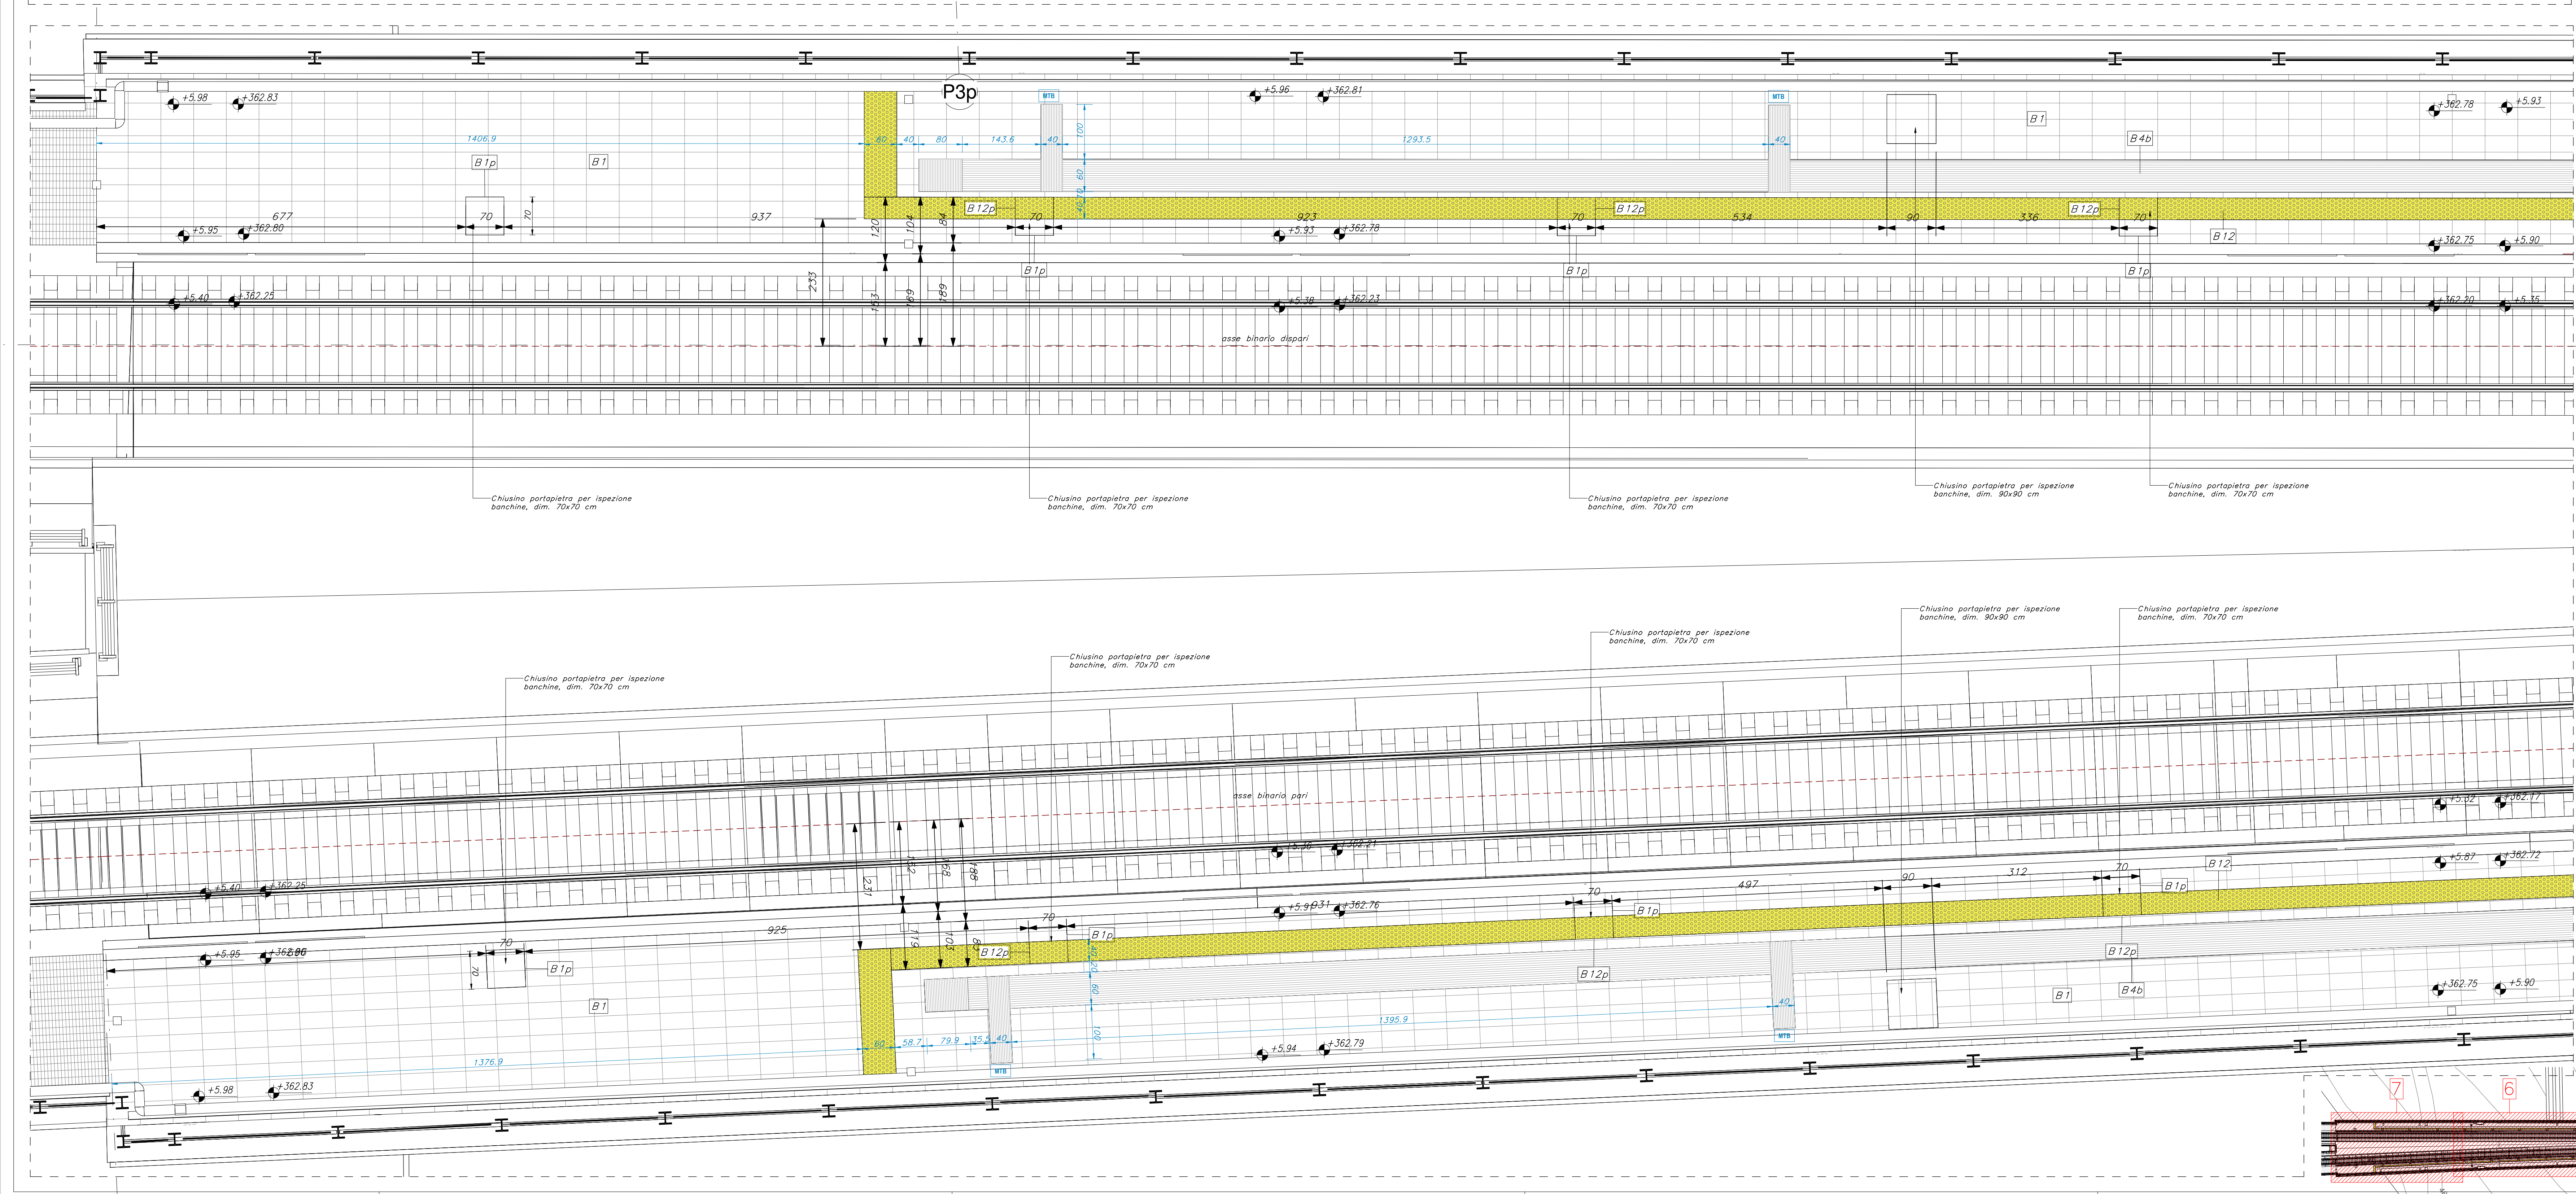 P3p
+5.98
+362.83
MTB
+5.96
+362.81
MTB
+362.78
+5.93
B1
1406.9
60
40
80
143.6
40
100
1293.5
40
B4b
B1p
B1
60
10
40
677
70
70
937
120
104
84
B12p
70
923
70
B12p
534
90
336
B12p
70
B12
+5.95
+362.80
+5.93
+362.78
+362.75
+5.90
B1p
B1p
B1p
233
153
169
189
+5.40
+362.25
+5.38
+362.23
+362.20
+5.35
asse binario dispari
Chiusino portapietra per ispezione
banchine, dim. 70x70 cm
Chiusino portapietra per ispezione
banchine, dim. 70x70 cm
Chiusino portapietra per ispezione
banchine, dim. 70x70 cm
Chiusino portapietra per ispezione
banchine, dim. 90x90 cm
Chiusino portapietra per ispezione
banchine, dim. 70x70 cm
Chiusino portapietra per ispezione
banchine, dim. 90x90 cm
Chiusino portapietra per ispezione
banchine, dim. 70x70 cm
Chiusino portapietra per ispezione
banchine, dim. 70x70 cm
Chiusino portapietra per ispezione
banchine, dim. 70x70 cm
Chiusino portapietra per ispezione
banchine, dim. 70x70 cm
asse binario pari
+5.32
+362.17
+5.36
+362.21
+5.40
+362.25
231
152
168
188
+5.87
+362.72
B12
497
90
312
70
B1p
70
B1p
+362.76
70
B1p
925
119
103
B12p
70
B1p
70
+5.95
B12p
B12p
20
60
100
B4b
B1
+362.75
+5.90
B1
40
1395.9
MTB
60
58.7
79.9
35.5
40
MTB
+5.94
+362.79
1376.9
+5.98
+362.83
7
6